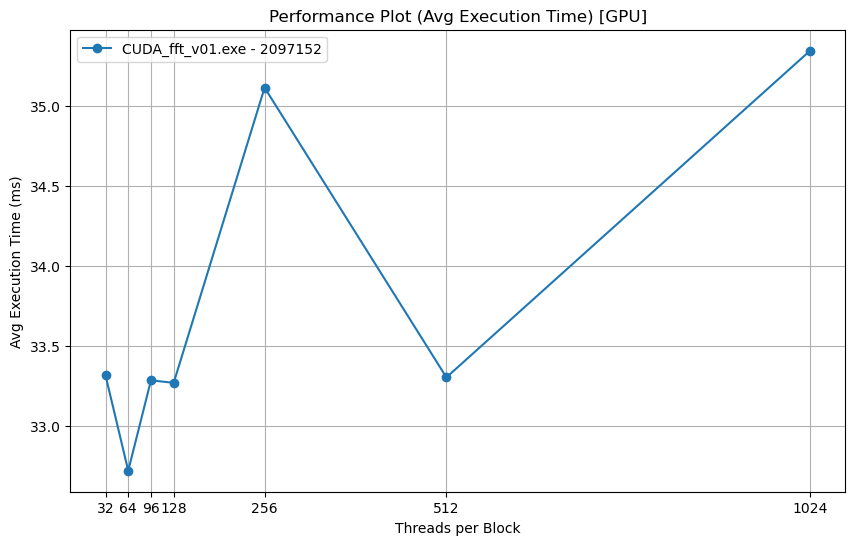 Performance Plot (Avg Execution Time) [GPU]
CUDA_fft_v01.exe - 2097152
Avg Execution Time (ms)
35.0
34.5
34.0
33.5
33.0
32 64 96 128 256 512 1024
Threads per Block